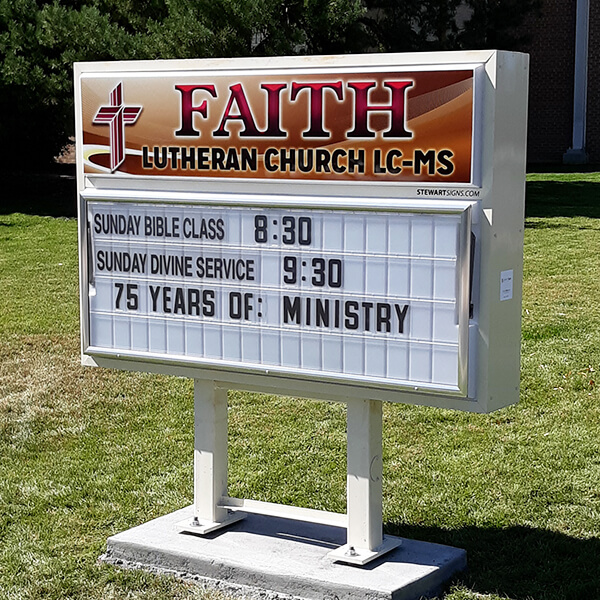 FAITH
LUTHERAN CHURCH LC-MS
STEWARTSIGNS.COM
SUNDAY BIBLE CLASS 8:30
SUNDAY DIVINE SERVICE 9:30
75 YEARS OF: MINISTRY